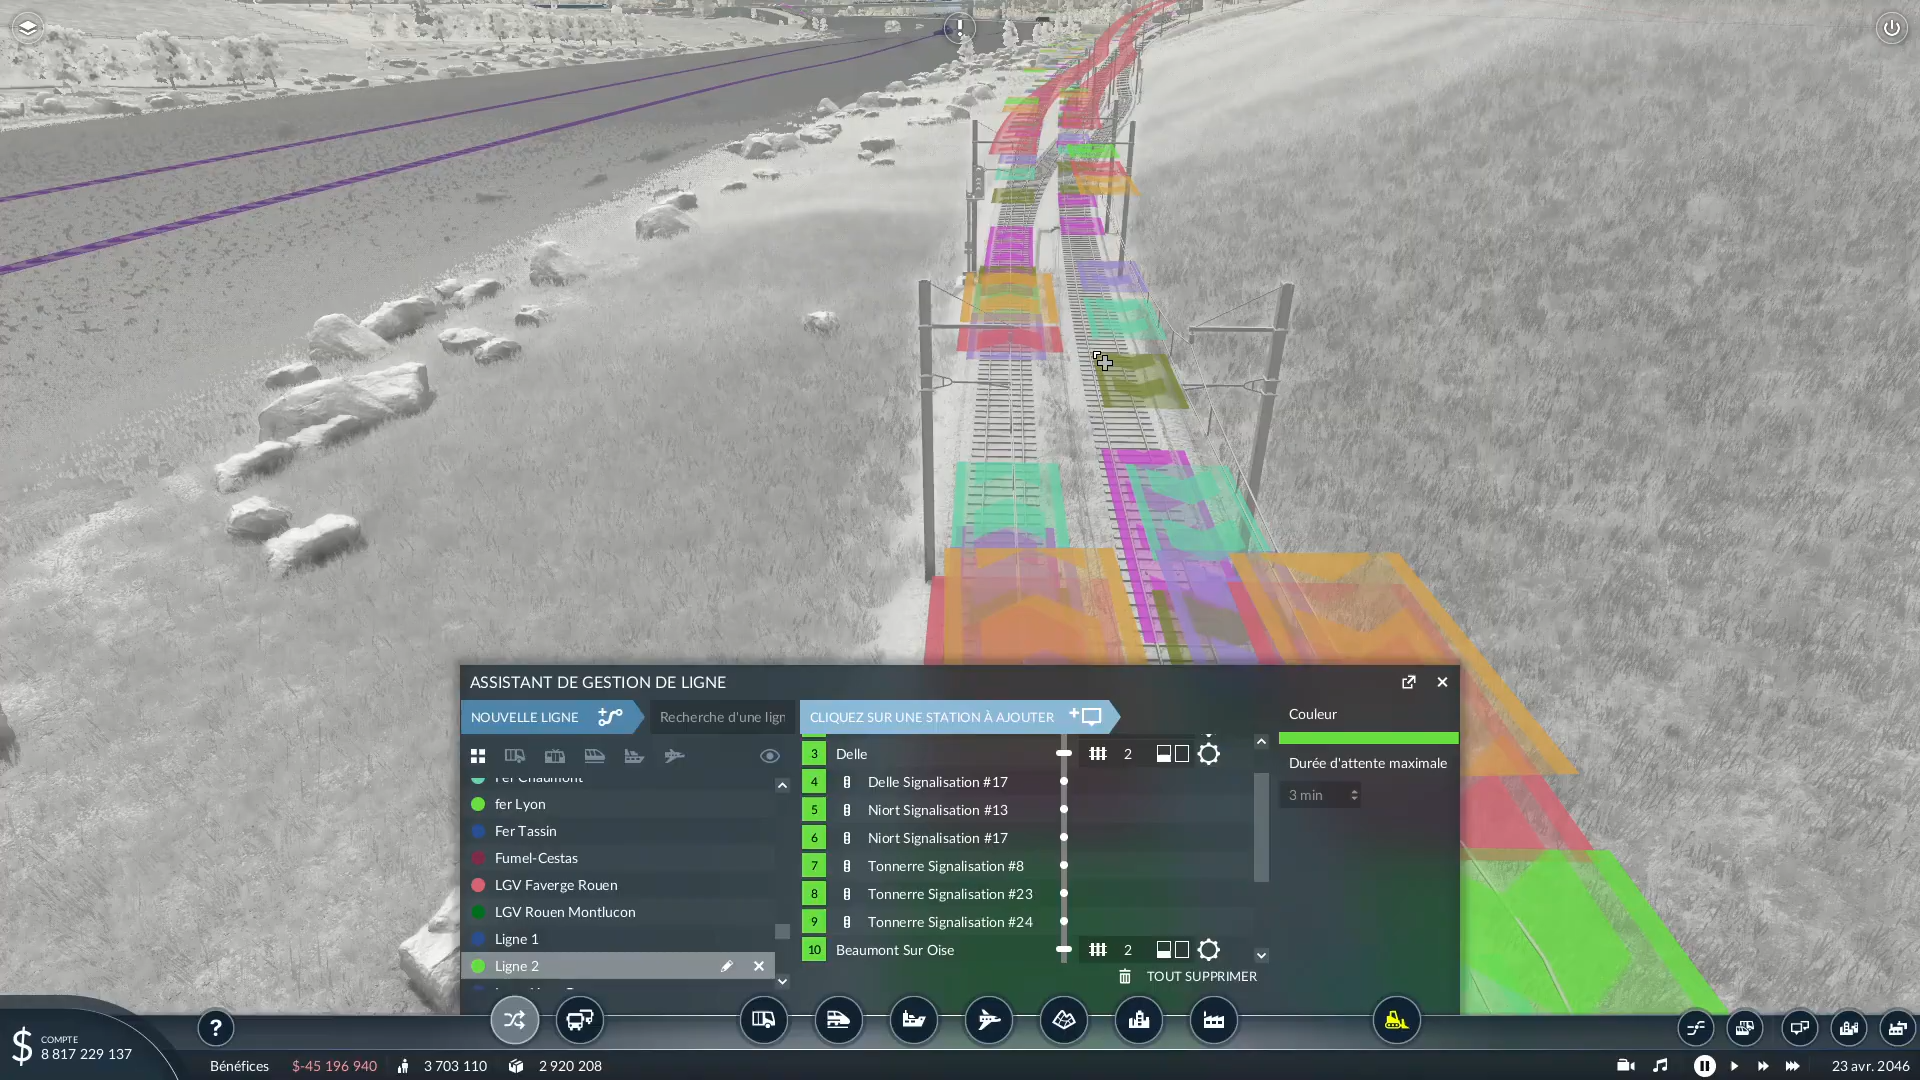 ASSISTANT DE GESTION DE LIGNE
NOUVELLE LIGNE
Recherche d'une lign
CLIQUEZ SUR UNE STATION À AJOUTER
Couleur
Durée d'attente maximale
3 min
Fer Chaumont
fer Lyon
Fer Tassin
Fumel-Cestas
LGV Faverge Rouen
LGV Rouen Montlucon
Ligne 1
Ligne 2
3 Delle 2
4 Delle Signalisation #17
5 Niort Signalisation #13
6 Niort Signalisation #17
7 Tonnerre Signalisation #8
8 Tonnerre Signalisation #23
9 Tonnerre Signalisation #24
10 Beaumont Sur Oise 2
TOUT SUPPRIMER
$ COMPTE
8 817 229 137
?
Bénéfices $-45 196 940 3 703 110 2 920 208
23 avr. 2046